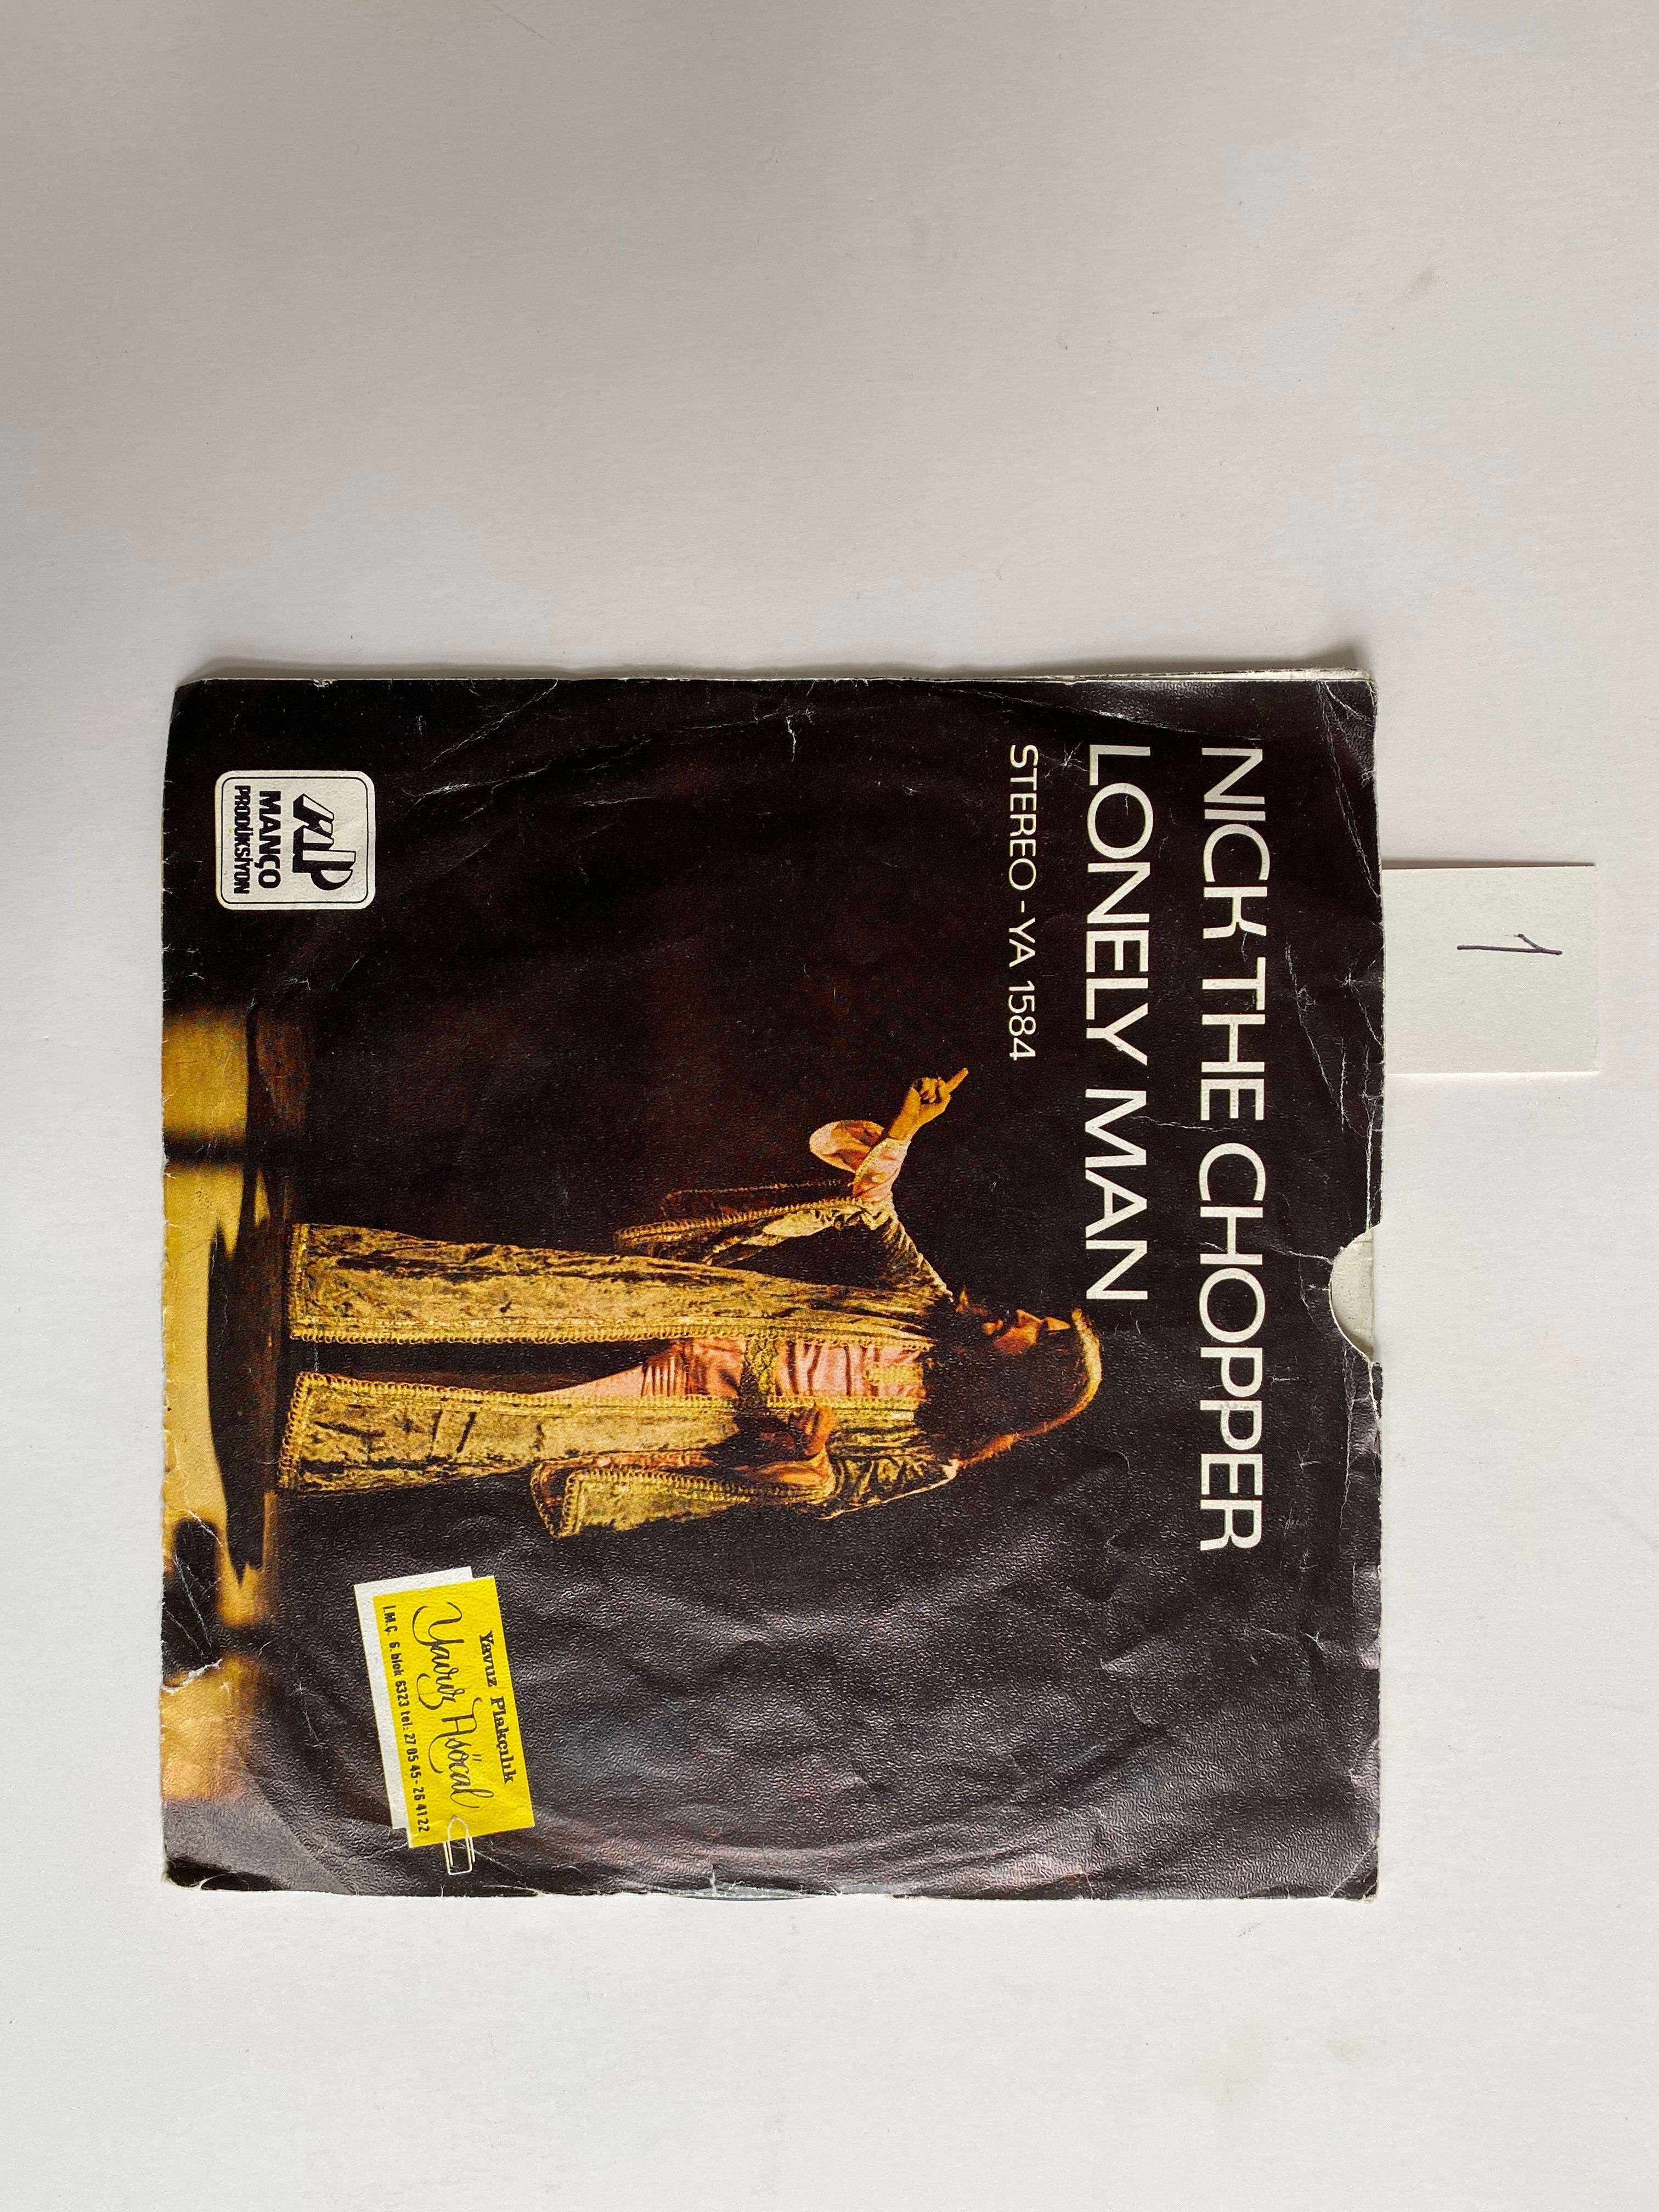 1
NICK THE CHOPPER
LONELY MAN
STEREO - YA 1584
MP
MANÇO
PRODÜKSİYON
Yavuz Plakçılık
Yavuz Asöcal
İ.M.Ç. 6. blok 6323 tel: 27 05 45 - 26 41 22